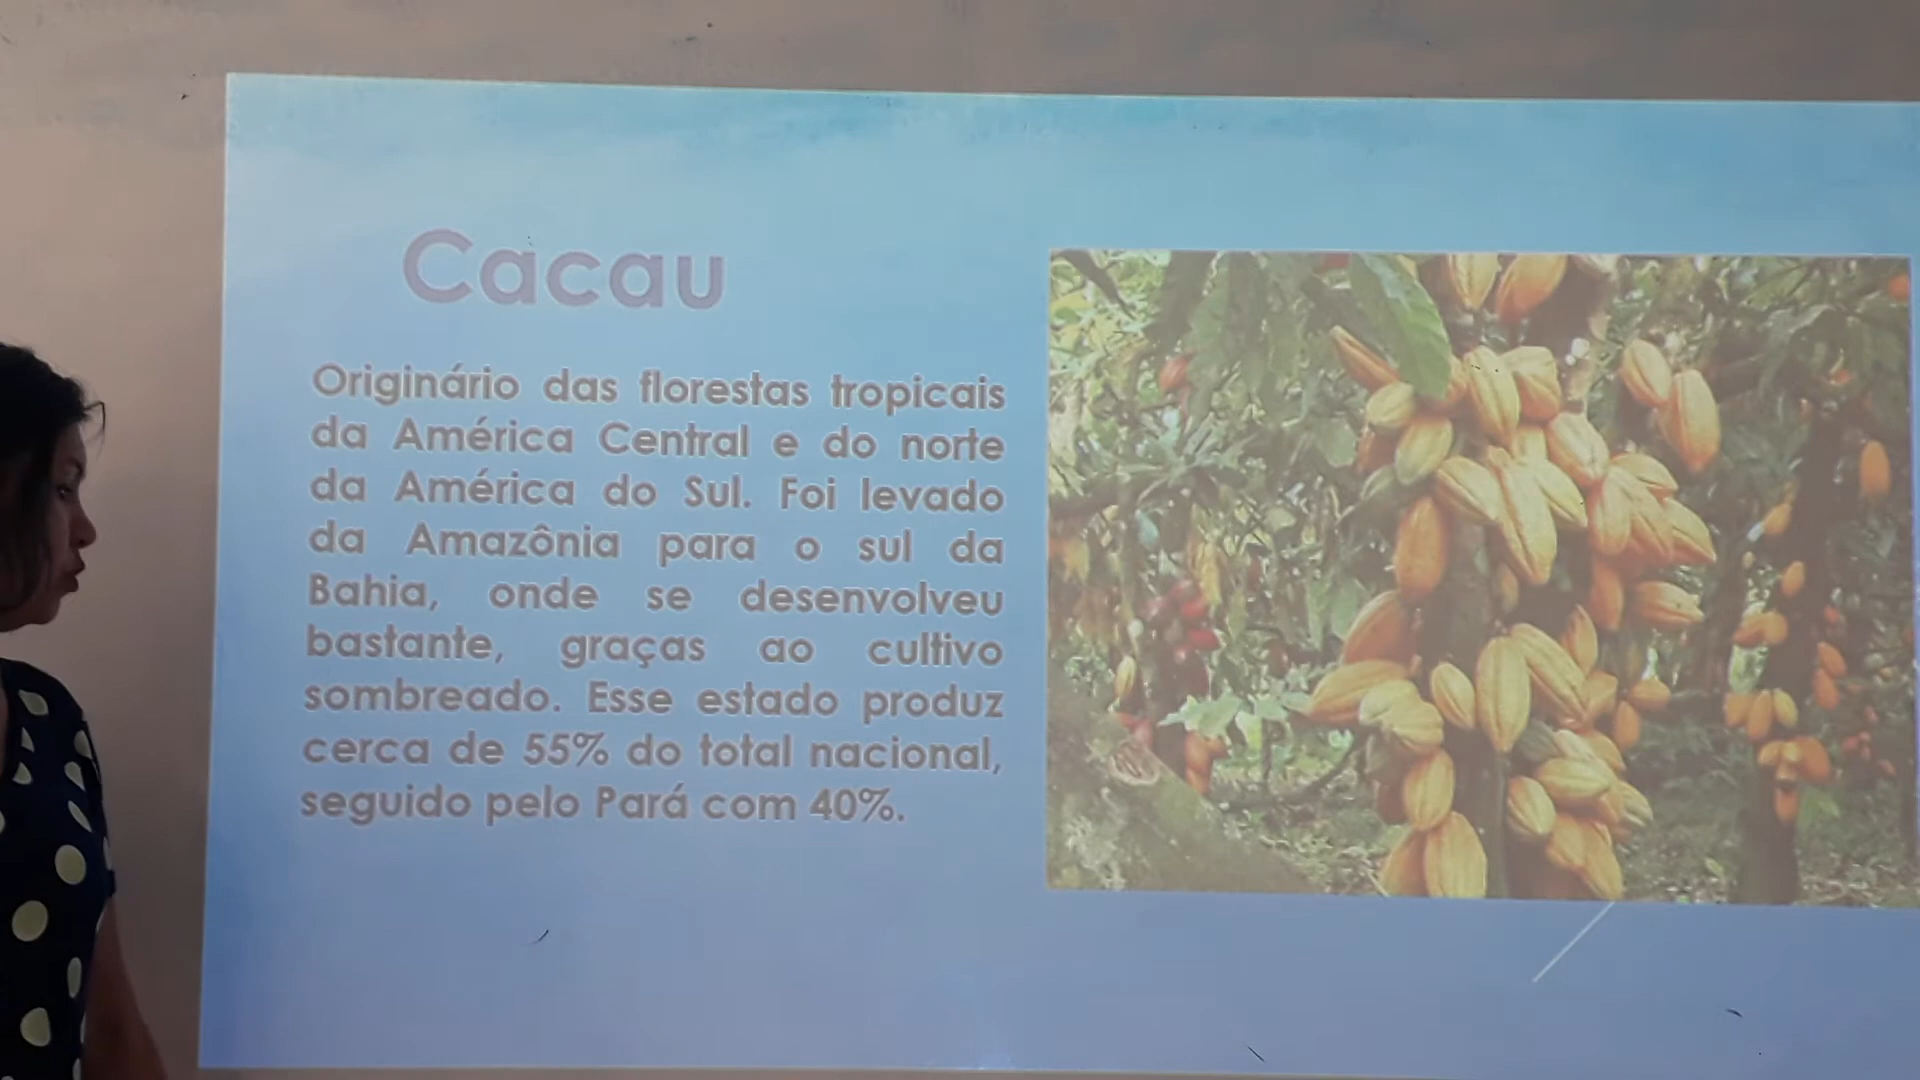 Cacau
Originário das florestas tropicais
da América Central e do norte
da América do Sul. Foi levado
da Amazônia para o sul da
Bahia, onde se desenvolveu
bastante, graças ao cultivo
sombreado. Esse estado produz
cerca de 55% do total nacional,
seguido pelo Pará com 40%.